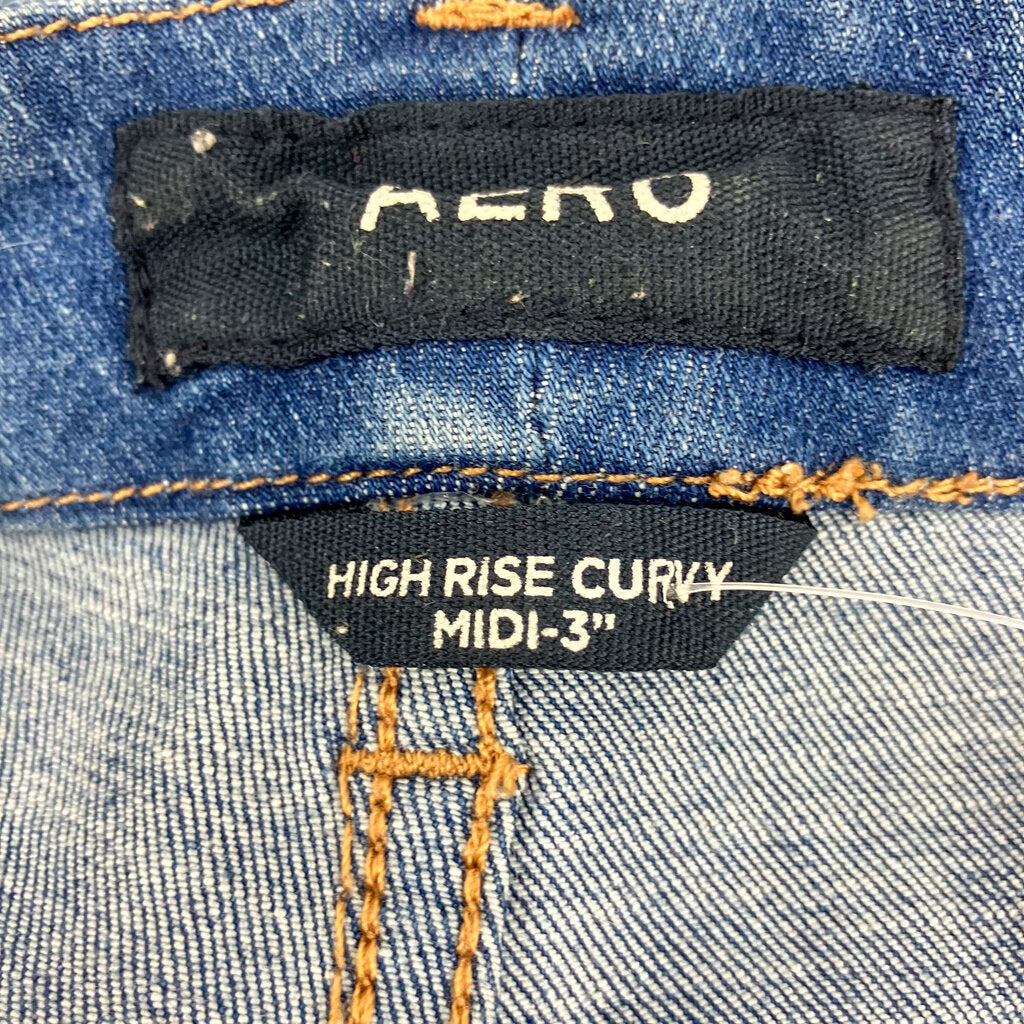 AERO
HIGH RISE CURVY
MIDI-3"